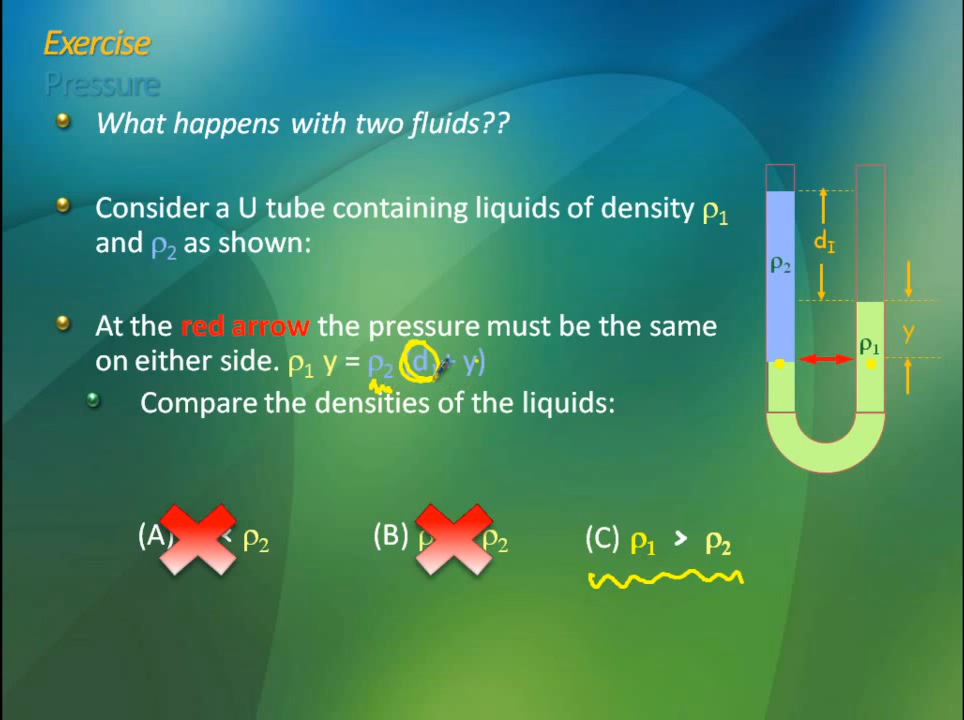 Exercise
Pressure
What happens with two fluids??
Consider a U tube containing liquids of density ρ₁
and ρ₂ as shown:
At the red arrow the pressure must be the same
on either side. ρ₁ y = ρ₂ (d + y)
Compare the densities of the liquids:
(A) < ρ₂
(B) ρ ρ₂
(C) ρ₁ > ρ₂
ρ₂
d_I
ρ₁
y